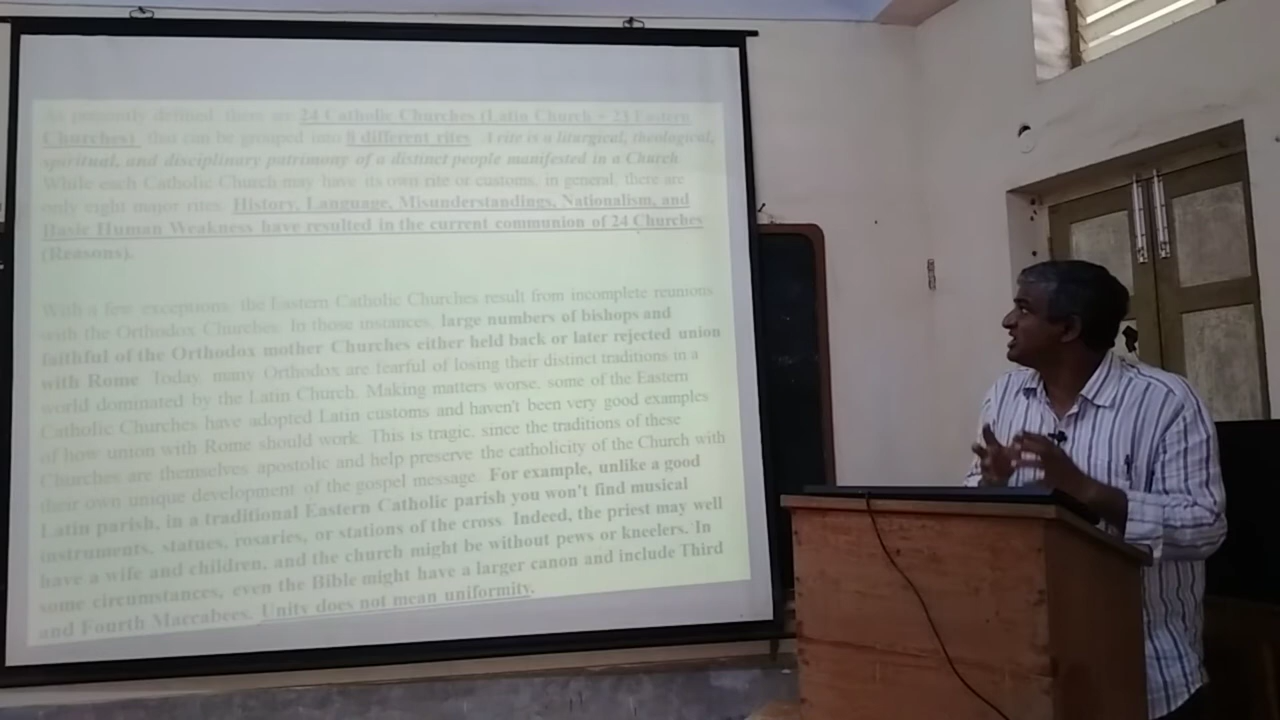 As presently defined, there are 24 Catholic Churches (Latin Church + 23 Eastern
Churches) that can be grouped into 8 different rites. A rite is a liturgical, theological,
spiritual, and disciplinary patrimony of a distinct people manifested in a Church.
While each Catholic Church may have its own rite or customs, in general, there are
only eight major rites. History, Language, Misunderstandings, Nationalism, and
Basic Human Weakness have resulted in the current communion of 24 Churches
(Reasons).
With a few exceptions, the Eastern Catholic Churches result from incomplete reunions
with the Orthodox Churches. In those instances, large numbers of bishops and
faithful of the Orthodox mother Churches either held back or later rejected union
with Rome. Today, many Orthodox are fearful of losing their distinct traditions in a
world dominated by the Latin Church. Making matters worse, some of the Eastern
Catholic Churches have adopted Latin customs and haven't been very good examples
of how union with Rome should work. This is tragic, since the traditions of these
Churches are themselves apostolic and help preserve the catholicity of the Church with
their own unique development of the gospel message. For example, unlike a good
Latin parish, in a traditional Eastern Catholic parish you won't find musical
instruments, statues, rosaries, or stations of the cross. Indeed, the priest may well
have a wife and children, and the church might be without pews or kneelers. In
some circumstances, even the Bible might have a larger canon and include Third
and Fourth Maccabees. Unity does not mean uniformity.